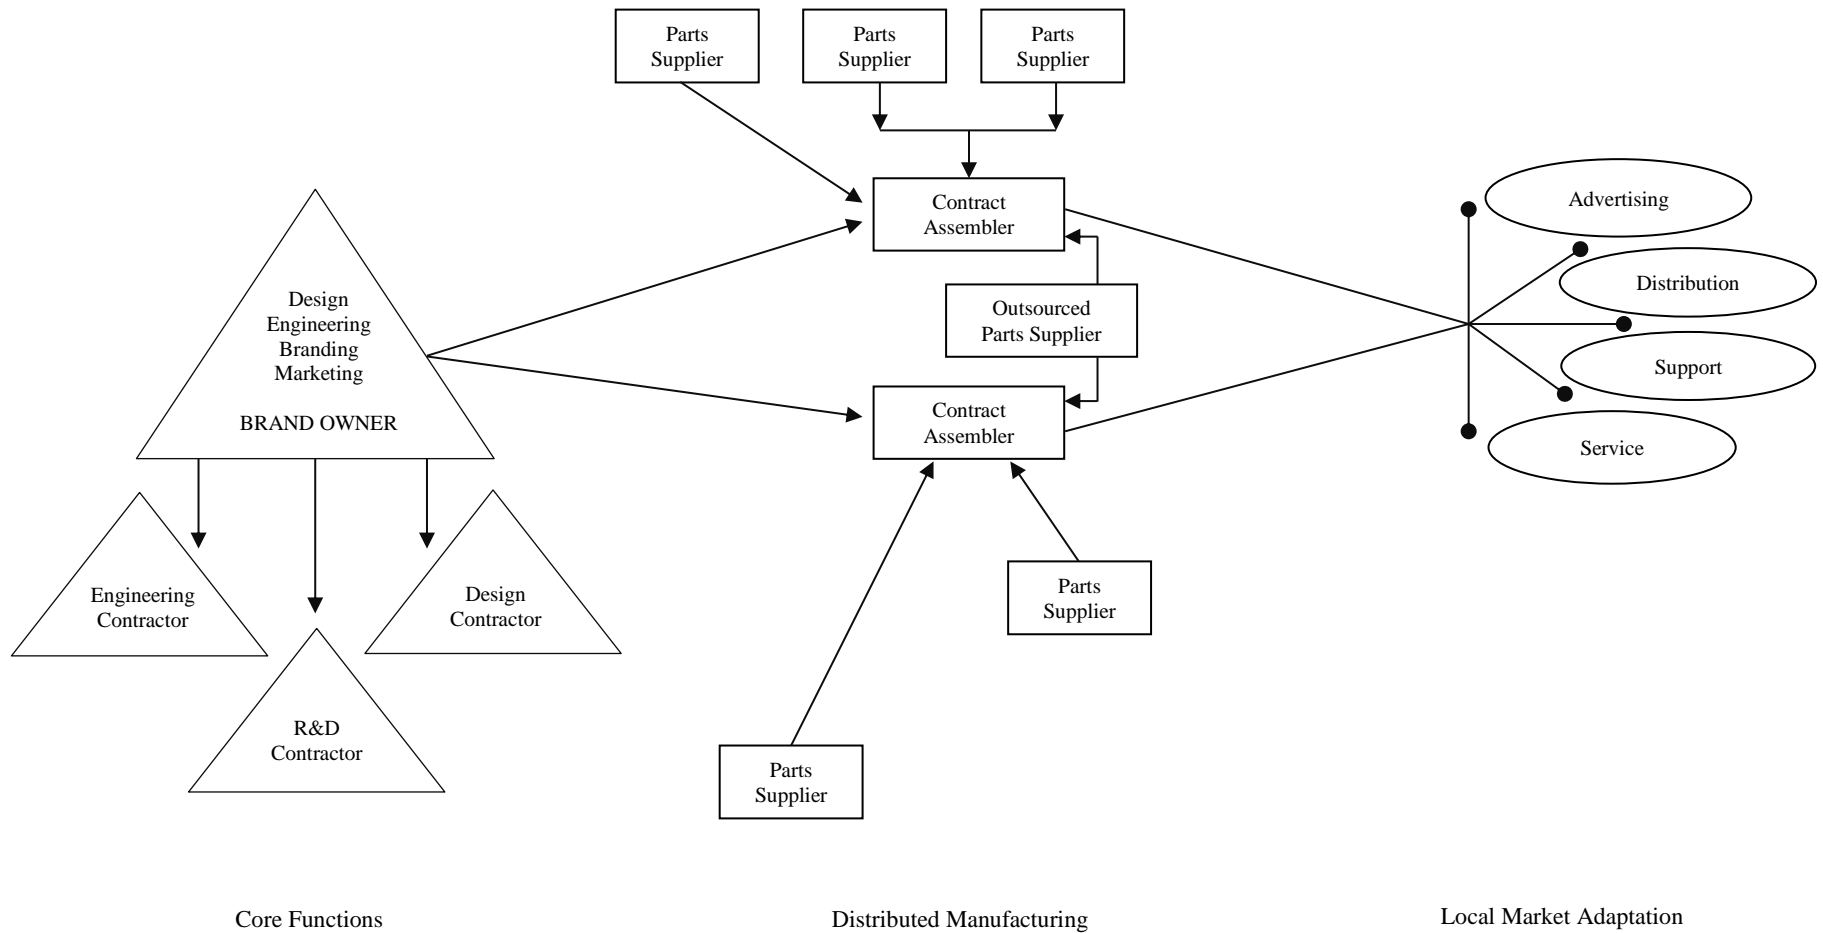 Parts
Supplier
Parts
Supplier
Parts
Supplier
Contract
Assembler
Advertising
Distribution
Support
Service
Outsourced
Parts Supplier
Contract
Assembler
Design
Engineering
Branding
Marketing
BRAND OWNER
Engineering
Contractor
Design
Contractor
R&D
Contractor
Parts
Supplier
Parts
Supplier
Core Functions
Distributed Manufacturing
Local Market Adaptation